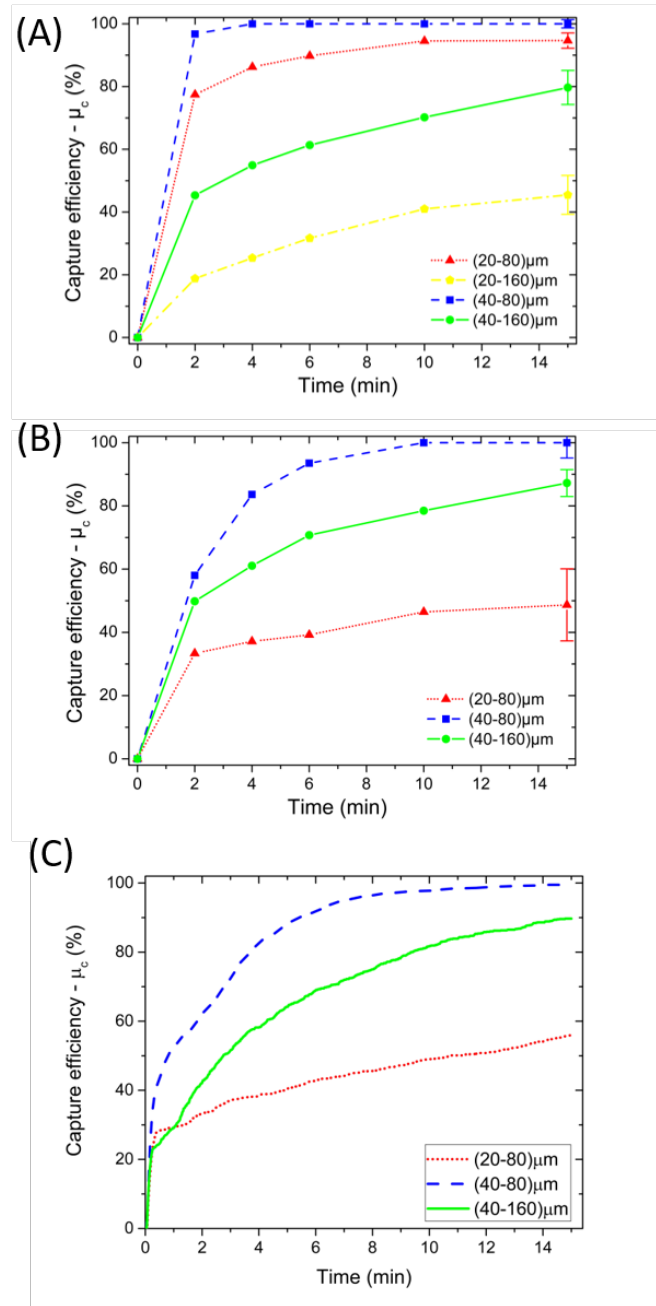 (A)
100
80
60
40
20
0
Capture efficiency - μc (%)
(20-80)μm
(20-160)μm
(40-80)μm
(40-160)μm
0 2 4 6 8 10 12 14
Time (min)
(B)
100
80
60
40
20
0
Capture efficiency - μc (%)
(20-80)μm
(40-80)μm
(40-160)μm
0 2 4 6 8 10 12 14
Time (min)
(C)
100
80
60
40
20
0
Capture efficiency - μc (%)
(20-80)μm
(40-80)μm
(40-160)μm
0 2 4 6 8 10 12 14
Time (min)